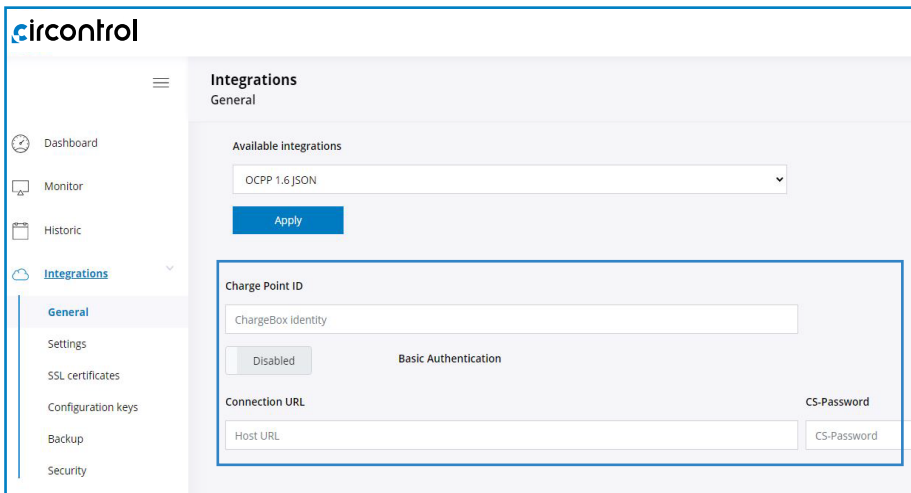 circontrol
Integrations
General
Dashboard
Monitor
Historic
Integrations
General
Settings
SSL certificates
Configuration keys
Backup
Security
Available integrations
OCPP 1.6 JSON
Apply
Charge Point ID
ChargeBox identity
Disabled
Basic Authentication
Connection URL
CS-Password
Host URL
CS-Password